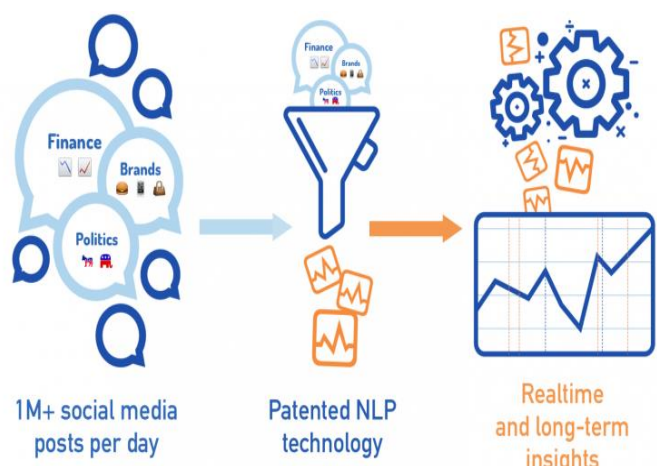 Finance
Brands
Politics
Finance
Brands
Politics
1M+ social media
posts per day
Patented NLP
technology
Realtime
and long-term
insights